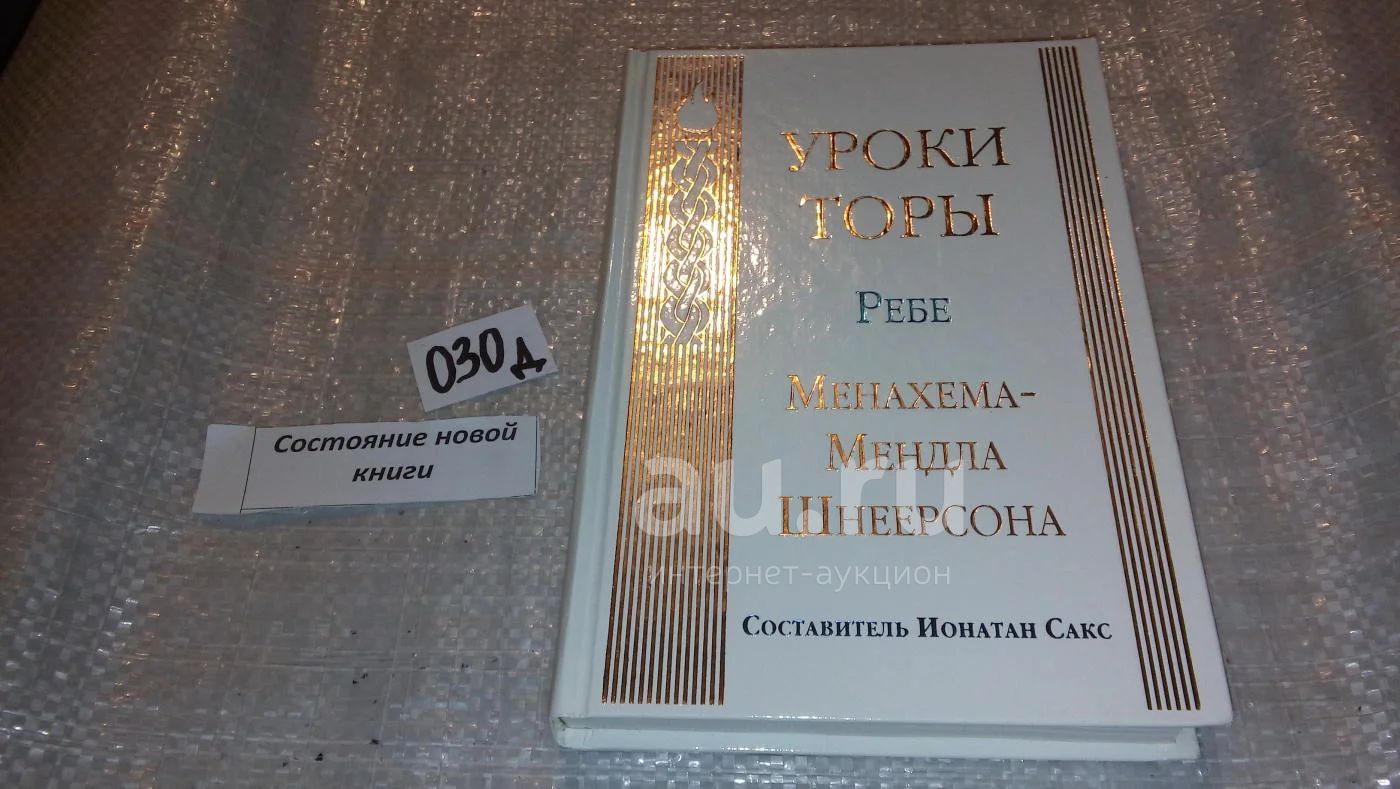 УРОКИ
ТОРЫ
РЕБЕ
МЕНАХЕМА-
МЕНДЛА
ШНЕЕРСОНА
СОСТАВИТЕЛЬ ИОНАТАН САКС
030д
Состояние новой
книги
au.ru
интернет-аукцион